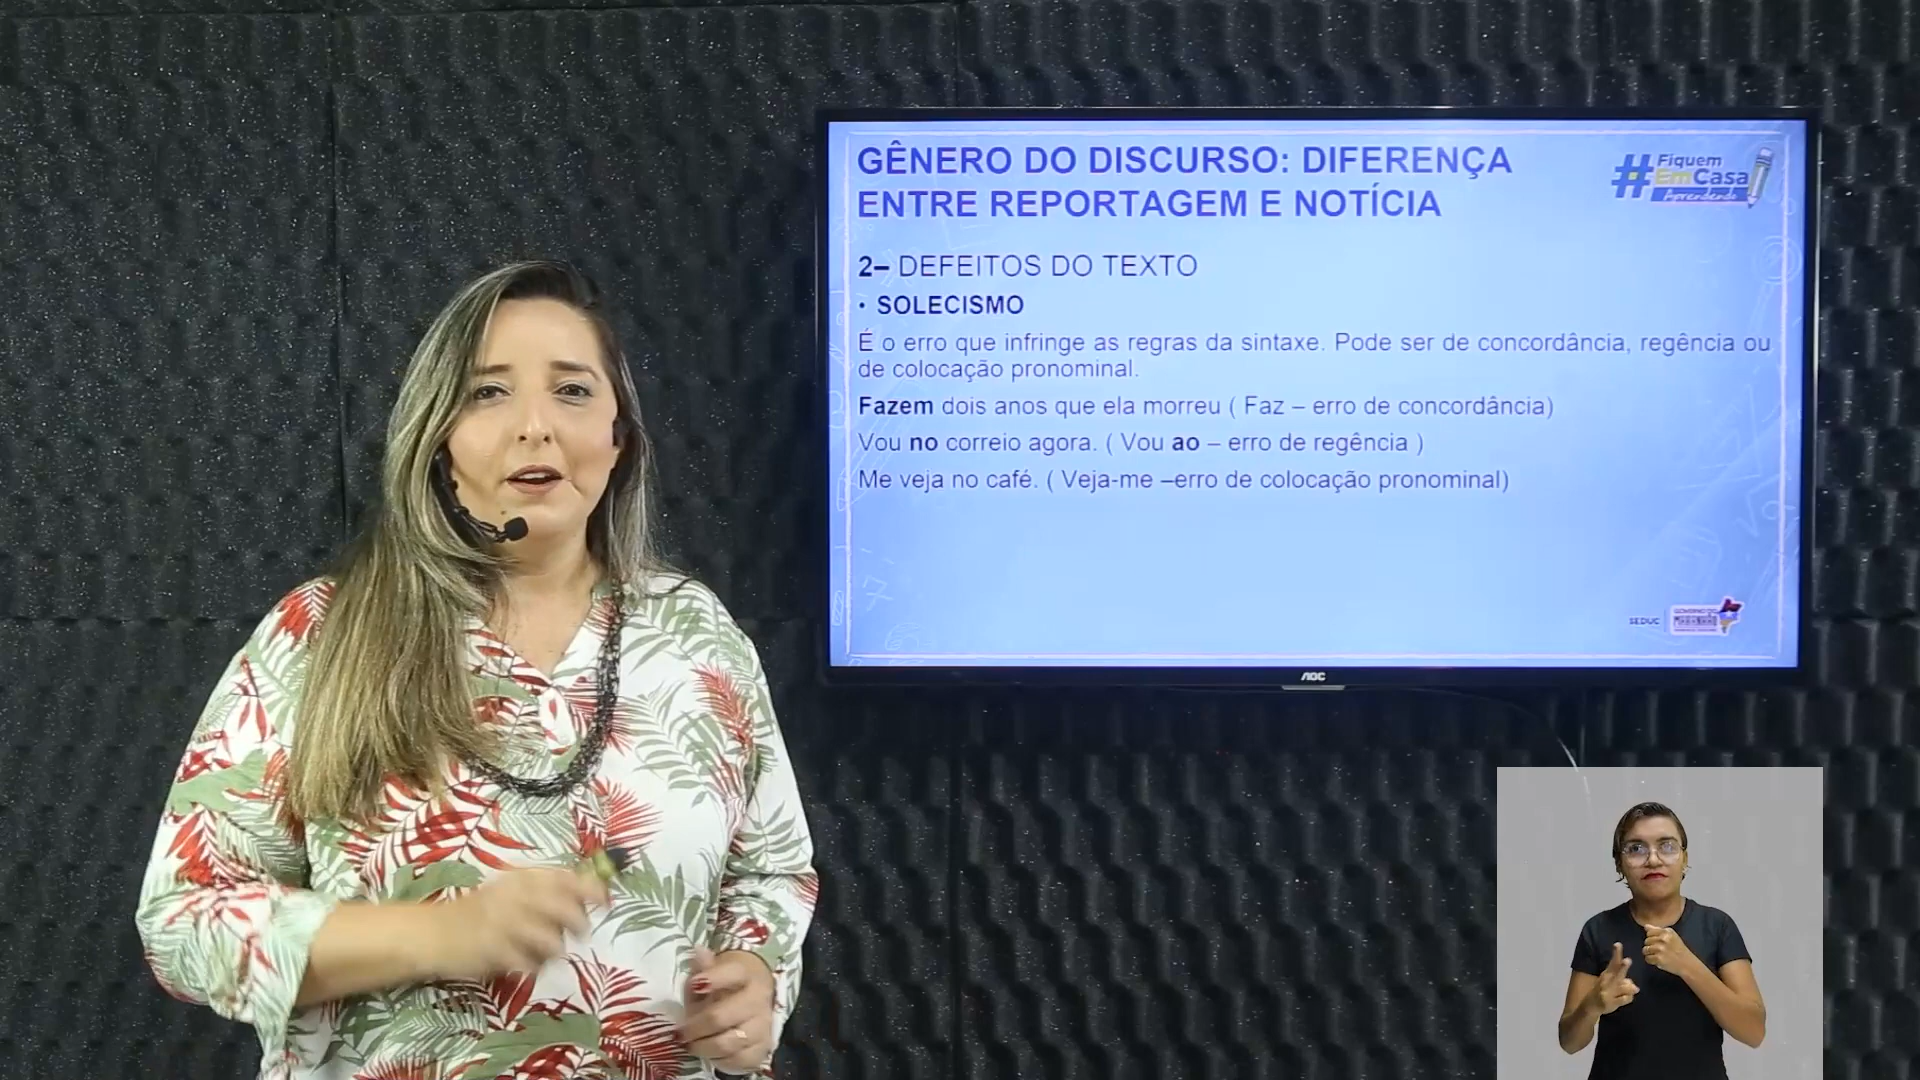 GÊNERO DO DISCURSO: DIFERENÇA
ENTRE REPORTAGEM E NOTÍCIA
#Fiquem
EmCasa
Aprendendo
2– DEFEITOS DO TEXTO
• SOLECISMO
É o erro que infringe as regras da sintaxe. Pode ser de concordância, regência ou
de colocação pronominal.
Fazem dois anos que ela morreu ( Faz – erro de concordância)
Vou no correio agora. ( Vou ao – erro de regência )
Me veja no café. ( Veja-me –erro de colocação pronominal)
SEDUC
GOVERNO DO
MARANHÃO
AOC